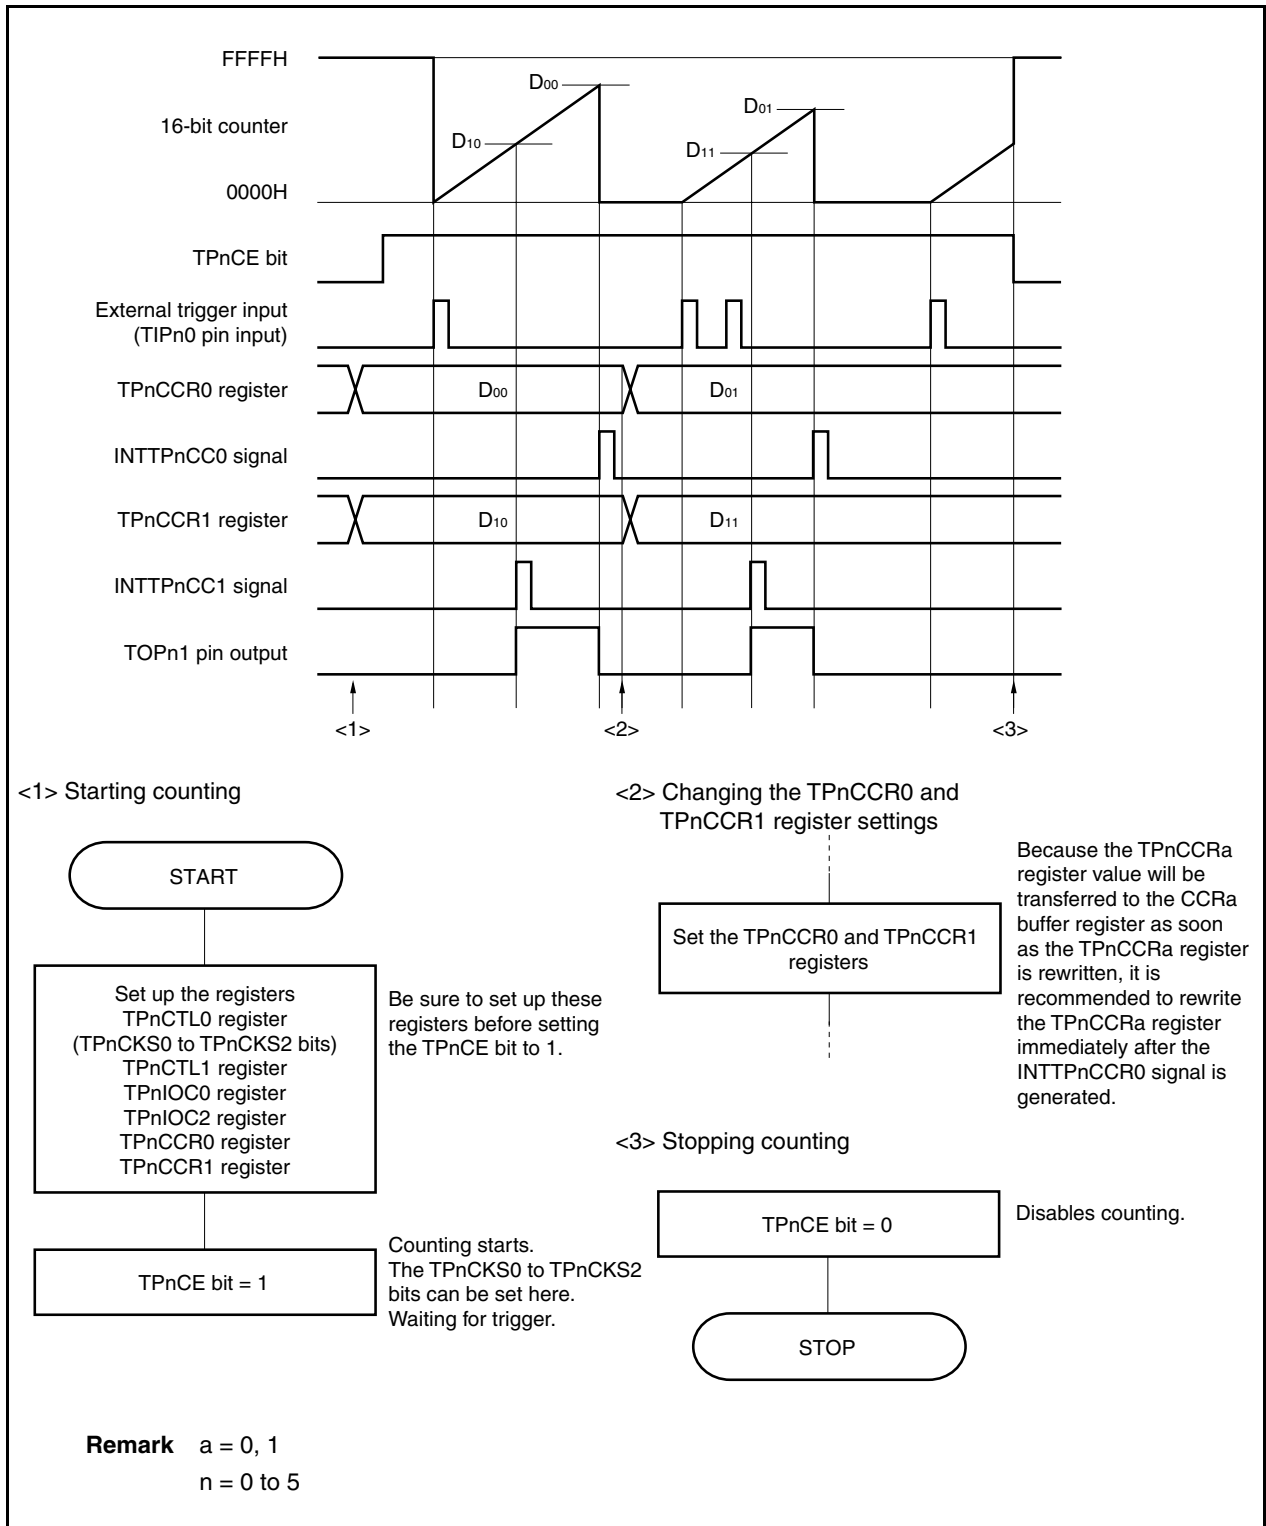 FFFFH
D00
D01
16-bit counter
D10
D11
0000H
TPnCE bit
External trigger input
(TIPn0 pin input)
TPnCCR0 register
D00
D01
INTTPnCC0 signal
TPnCCR1 register
D10
D11
INTTPnCC1 signal
TOPn1 pin output
<1>
<2>
<3>
<1> Starting counting
START
Set up the registers
TPnCTL0 register
(TPnCKS0 to TPnCKS2 bits)
TPnCTL1 register
TPnIOC0 register
TPnIOC2 register
TPnCCR0 register
TPnCCR1 register
Be sure to set up these
registers before setting
the TPnCE bit to 1.
TPnCE bit = 1
Counting starts.
The TPnCKS0 to TPnCKS2
bits can be set here.
Waiting for trigger.
<2> Changing the TPnCCR0 and
TPnCCR1 register settings
Set the TPnCCR0 and TPnCCR1
registers
Because the TPnCCRa
register value will be
transferred to the CCRa
buffer register as soon
as the TPnCCRa register
is rewritten, it is
recommended to rewrite
the TPnCCRa register
immediately after the
INTTPnCCR0 signal is
generated.
<3> Stopping counting
TPnCE bit = 0
Disables counting.
STOP
Remark a = 0, 1
n = 0 to 5